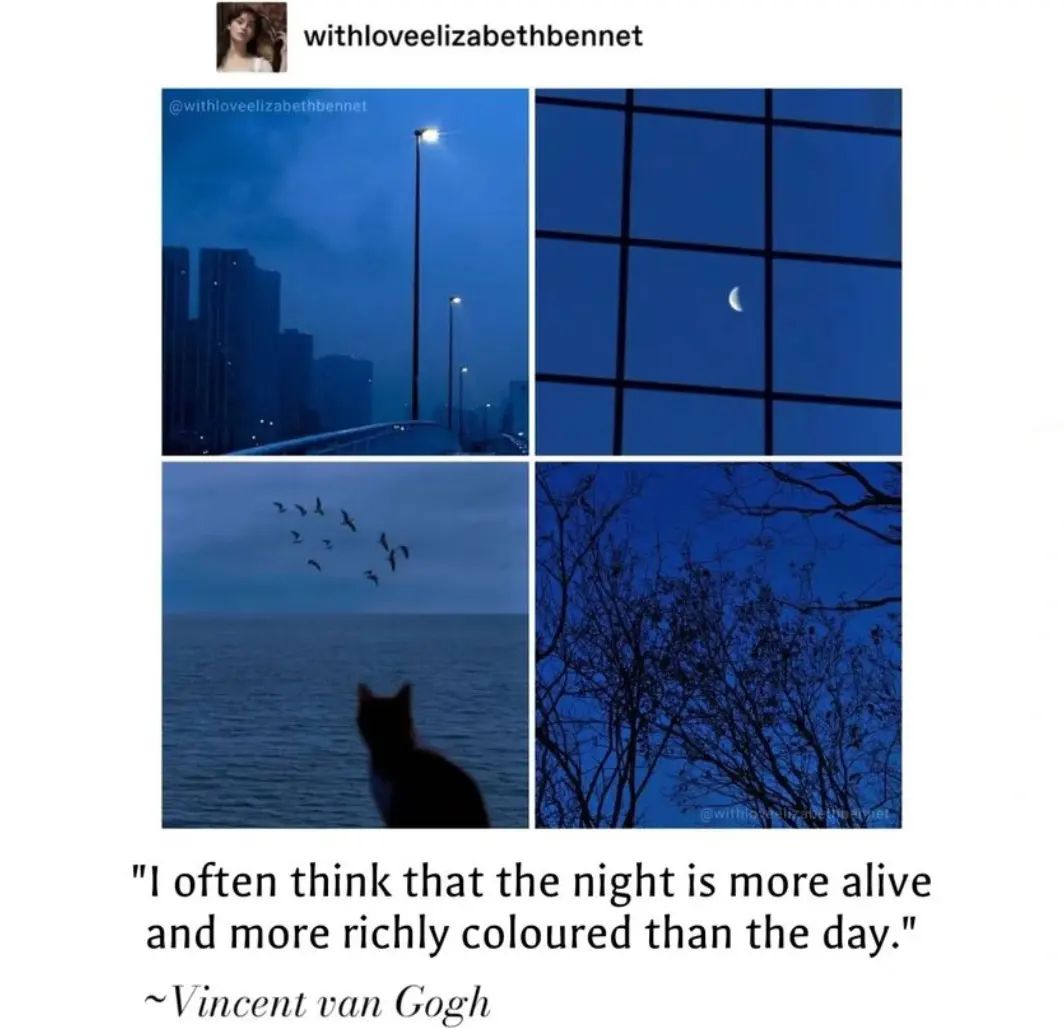 withloveelizabethbennet
@withloveelizabethbennet
@withloveelizabethbennet
"I often think that the night is more alive
and more richly coloured than the day."
~Vincent van Gogh